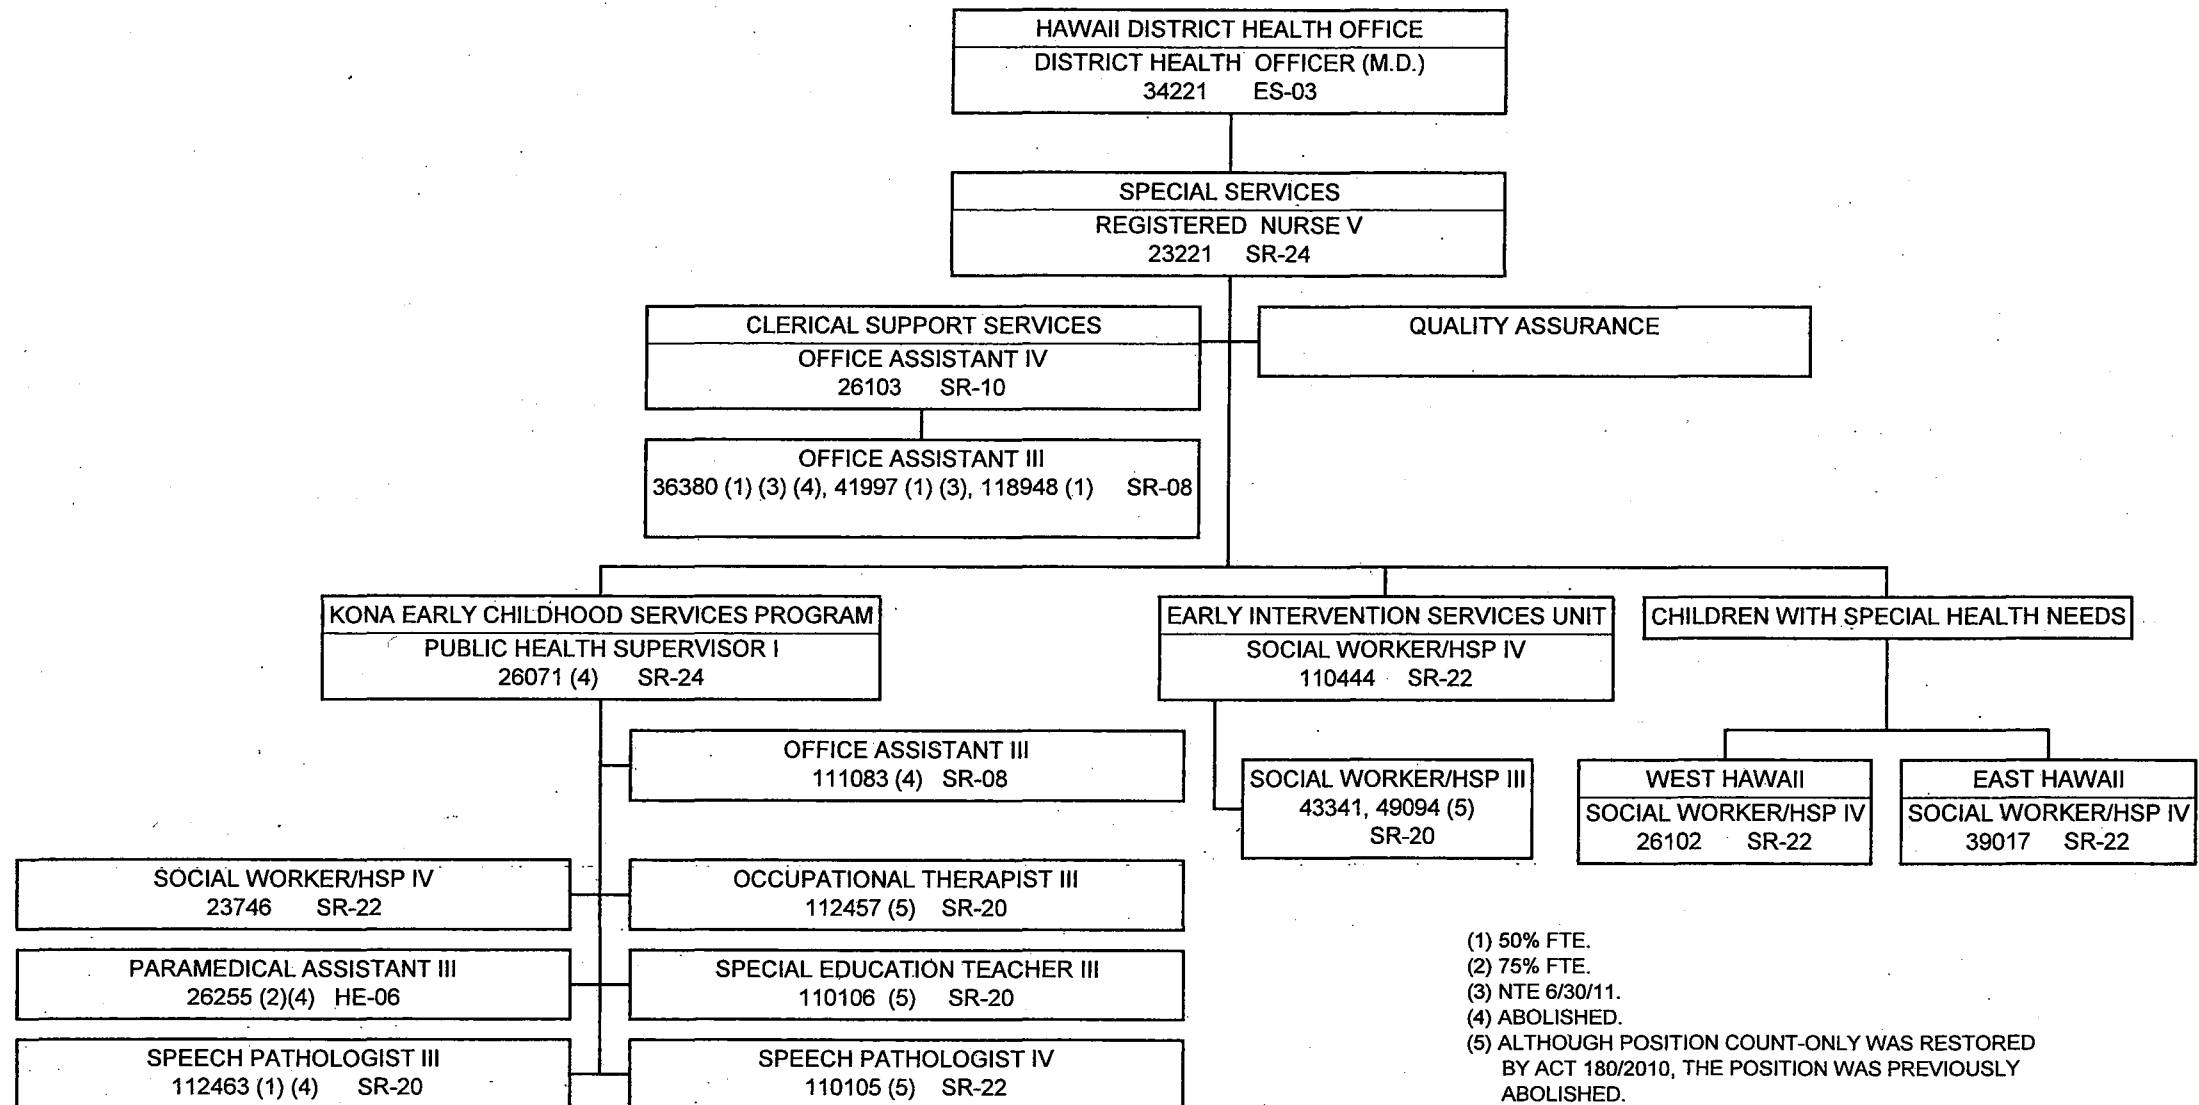 HAWAII DISTRICT HEALTH OFFICE
DISTRICT HEALTH OFFICER (M.D.)
34221 ES-03
SPECIAL SERVICES
REGISTERED NURSE V
23221 SR-24
CLERICAL SUPPORT SERVICES
OFFICE ASSISTANT IV
26103 SR-10
QUALITY ASSURANCE
OFFICE ASSISTANT III
36380 (1) (3) (4), 41997 (1) (3), 118948 (1) SR-08
KONA EARLY CHILDHOOD SERVICES PROGRAM
PUBLIC HEALTH SUPERVISOR I
26071 (4) SR-24
EARLY INTERVENTION SERVICES UNIT
SOCIAL WORKER/HSP IV
110444 SR-22
CHILDREN WITH SPECIAL HEALTH NEEDS
OFFICE ASSISTANT III
111083 (4) SR-08
SOCIAL WORKER/HSP III
43341, 49094 (5)
SR-20
WEST HAWAII
SOCIAL WORKER/HSP IV
26102 SR-22
EAST HAWAII
SOCIAL WORKER/HSP IV
39017 SR-22
SOCIAL WORKER/HSP IV
23746 SR-22
OCCUPATIONAL THERAPIST III
112457 (5) SR-20
PARAMEDICAL ASSISTANT III
26255 (2)(4) HE-06
SPECIAL EDUCATION TEACHER III
110106 (5) SR-20
SPEECH PATHOLOGIST III
112463 (1) (4) SR-20
SPEECH PATHOLOGIST IV
110105 (5) SR-22
(1) 50% FTE.
(2) 75% FTE.
(3) NTE 6/30/11.
(4) ABOLISHED.
(5) ALTHOUGH POSITION COUNT-ONLY WAS RESTORED
BY ACT 180/2010, THE POSITION WAS PREVIOUSLY
ABOLISHED.